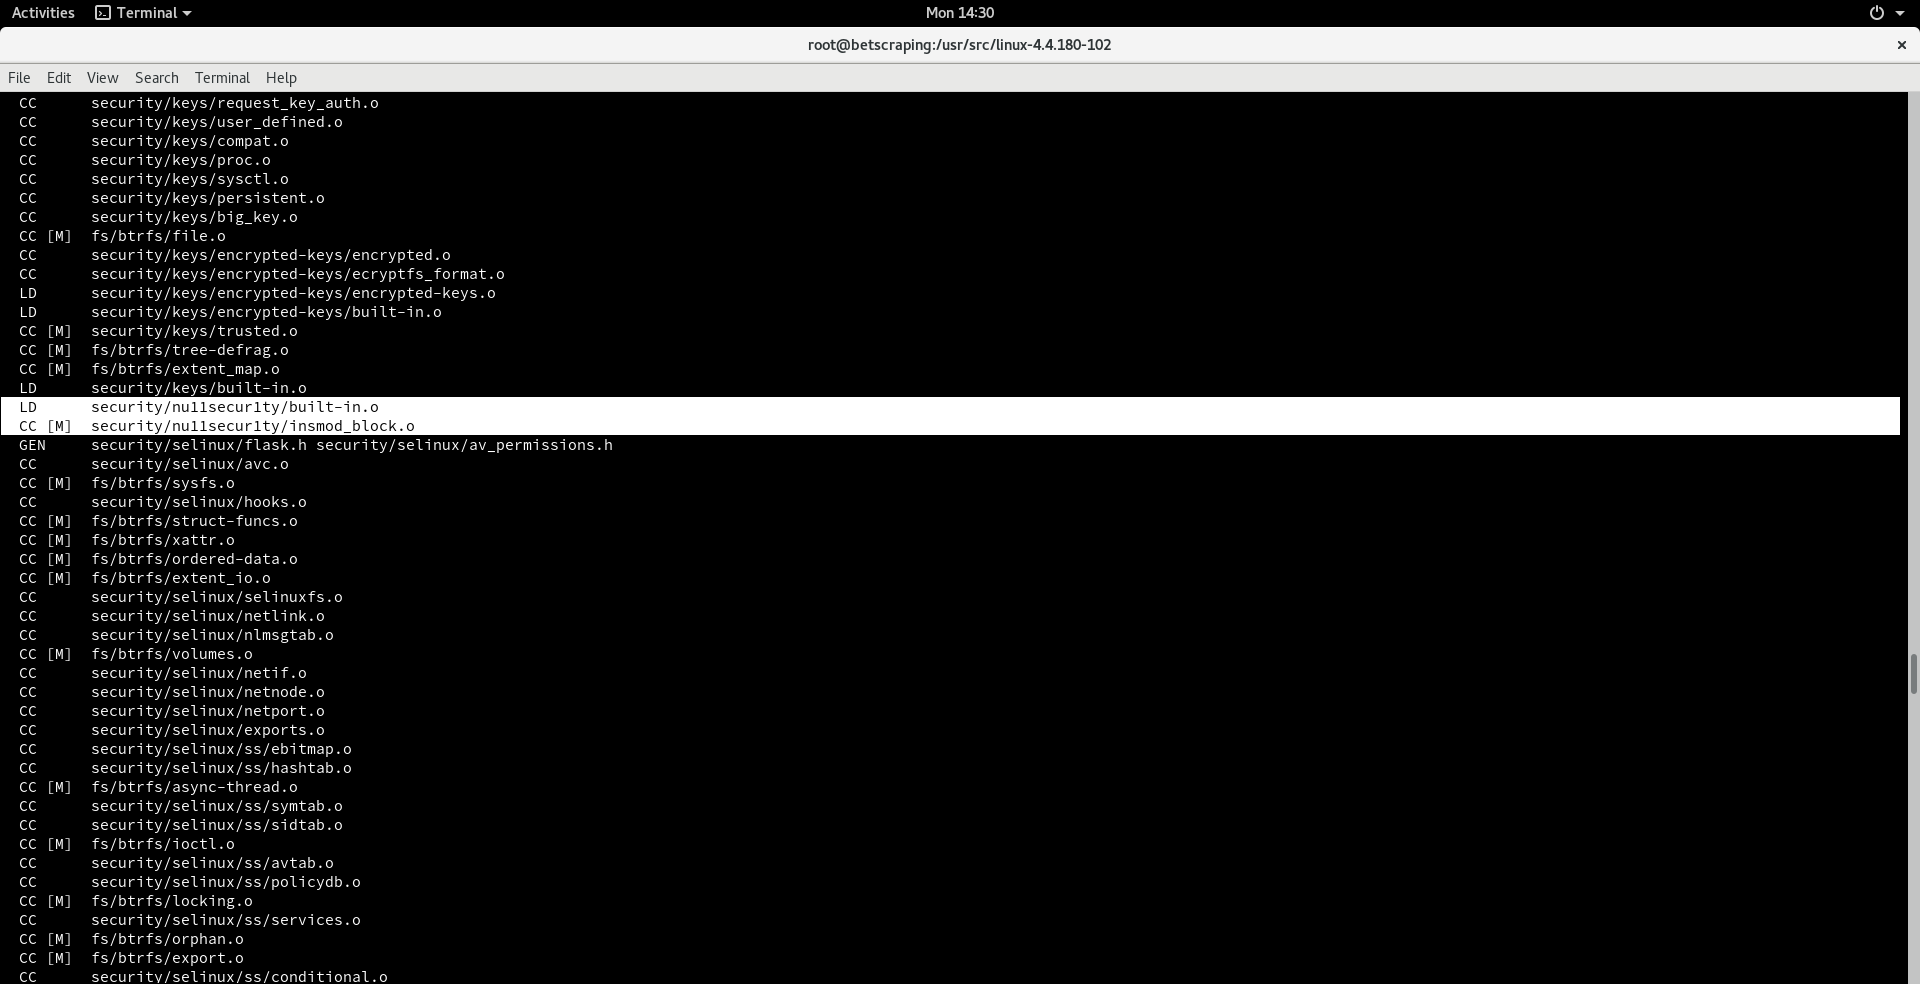 Activities Terminal Mon 14:30
root@betscraping:/usr/src/linux-4.4.180-102 ×
File Edit View Search Terminal Help
CC security/keys/request_key_auth.o
CC security/keys/user_defined.o
CC security/keys/compat.o
CC security/keys/proc.o
CC security/keys/sysctl.o
CC security/keys/persistent.o
CC security/keys/big_key.o
CC [M] fs/btrfs/file.o
CC security/keys/encrypted-keys/encrypted.o
CC security/keys/encrypted-keys/ecryptfs_format.o
LD security/keys/encrypted-keys/encrypted-keys.o
LD security/keys/encrypted-keys/built-in.o
CC [M] security/keys/trusted.o
CC [M] fs/btrfs/tree-defrag.o
CC [M] fs/btrfs/extent_map.o
LD security/keys/built-in.o
LD security/nu11secur1ty/built-in.o
CC [M] security/nu11secur1ty/insmod_block.o
GEN security/selinux/flask.h security/selinux/av_permissions.h
CC security/selinux/avc.o
CC [M] fs/btrfs/sysfs.o
CC security/selinux/hooks.o
CC [M] fs/btrfs/struct-funcs.o
CC [M] fs/btrfs/xattr.o
CC [M] fs/btrfs/ordered-data.o
CC [M] fs/btrfs/extent_io.o
CC security/selinux/selinuxfs.o
CC security/selinux/netlink.o
CC security/selinux/nlmsgtab.o
CC [M] fs/btrfs/volumes.o
CC security/selinux/netif.o
CC security/selinux/netnode.o
CC security/selinux/netport.o
CC security/selinux/exports.o
CC security/selinux/ss/ebitmap.o
CC security/selinux/ss/hashtab.o
CC [M] fs/btrfs/async-thread.o
CC security/selinux/ss/symtab.o
CC security/selinux/ss/sidtab.o
CC [M] fs/btrfs/ioctl.o
CC security/selinux/ss/avtab.o
CC security/selinux/ss/policydb.o
CC [M] fs/btrfs/locking.o
CC security/selinux/ss/services.o
CC [M] fs/btrfs/orphan.o
CC [M] fs/btrfs/export.o
CC security/selinux/ss/conditional.o